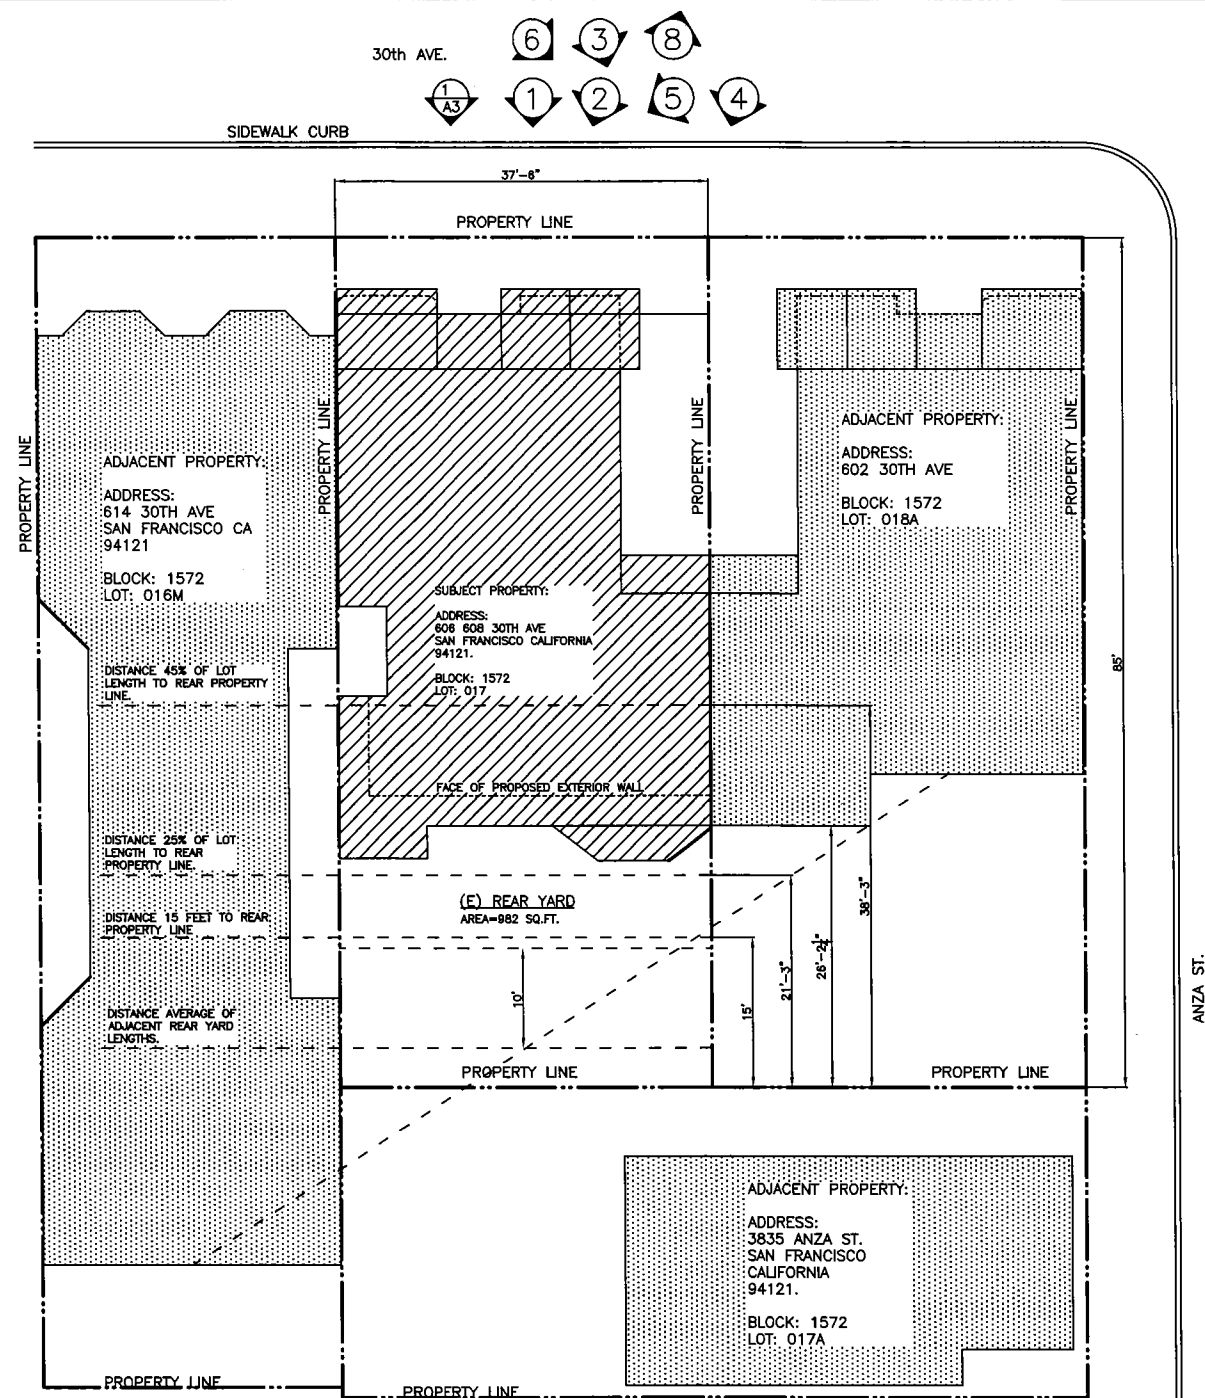 30th AVE.
6 3 8
1
A3
1 2 5 4
SIDEWALK CURB
37'-6"
PROPERTY LINE
PROPERTY LINE
PROPERTY LINE
PROPERTY LINE
PROPERTY LINE
ADJACENT PROPERTY:
ADDRESS:
614 30TH AVE
SAN FRANCISCO CA
94121
BLOCK: 1572
LOT: 016M
ADJACENT PROPERTY:
ADDRESS:
602 30TH AVE
BLOCK: 1572
LOT: 018A
SUBJECT PROPERTY:
ADDRESS:
606 608 30TH AVE
SAN FRANCISCO CALIFORNIA
94121.
BLOCK: 1572
LOT: 017
85'
DISTANCE 45% OF LOT
LENGTH TO REAR PROPERTY
LINE.
FACE OF PROPOSED EXTERIOR WALL
DISTANCE 25% OF LOT
LENGTH TO REAR
PROPERTY LINE.
(E) REAR YARD
AREA=982 SQ.FT.
DISTANCE 15 FEET TO REAR
PROPERTY LINE
DISTANCE AVERAGE OF
ADJACENT REAR YARD
LENGTHS.
10'
15'
21'-3"
26'-2½"
38'-3"
ANZA ST.
PROPERTY LINE
PROPERTY LINE
ADJACENT PROPERTY:
ADDRESS:
3835 ANZA ST.
SAN FRANCISCO
CALIFORNIA
94121.
BLOCK: 1572
LOT: 017A
PROPERTY LINE
PROPERTY LINE